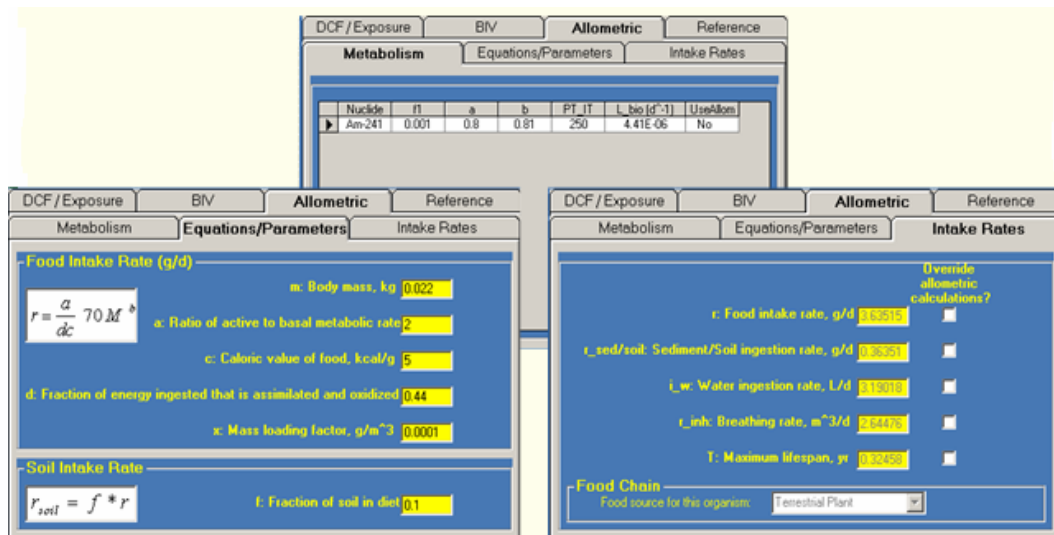 DCF / Exposure BIV Allometric Reference
Metabolism Equations/Parameters Intake Rates
Nuclide f1 a b PT_IT L_bio (d^-1) UseAllom
Am-241 0.001 0.8 0.81 250 4.41E-06 No
DCF / Exposure BIV Allometric Reference
Metabolism Equations/Parameters Intake Rates
Food Intake Rate (g/d)
r = a/dc 70 M^b
m: Body mass, kg 0.022
a: Ratio of active to basal metabolic rate 2
c: Caloric value of food, kcal/g 5
d: Fraction of energy ingested that is assimilated and oxidized 0.44
x: Mass loading factor, g/m^3 0.0001
Soil Intake Rate
r_soil = f * r
f: Fraction of soil in diet 0.1
DCF / Exposure BIV Allometric Reference
Metabolism Equations/Parameters Intake Rates
Override
allometric
calculations?
r: Food intake rate, g/d 3.63515
r_sed/soil: Sediment/Soil ingestion rate, g/d 0.36351
i_w: Water ingestion rate, L/d 3.19018
r_inh: Breathing rate, m^3/d 2.64476
T: Maximum lifespan, yr 0.32458
Food Chain
Food source for this organism: Terrestrial Plant